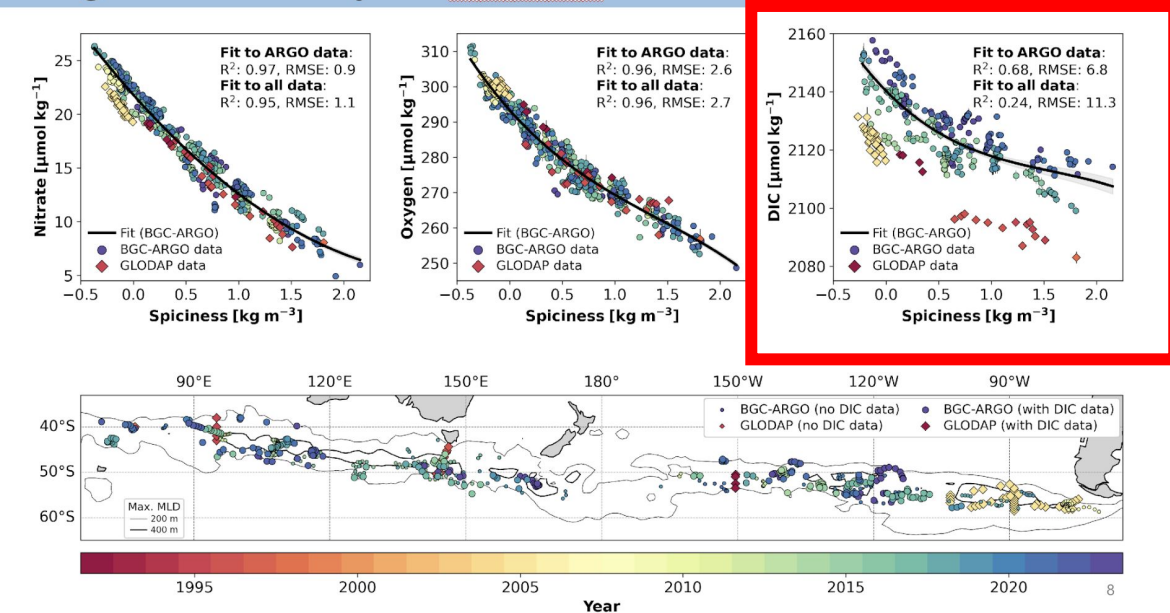 Nitrate [μmol kg⁻¹]
25
20
15
10
5
Fit to ARGO data:
R²: 0.97, RMSE: 0.9
Fit to all data:
R²: 0.95, RMSE: 1.1
Fit (BGC-ARGO)
BGC-ARGO data
GLODAP data
−0.5 0.0 0.5 1.0 1.5 2.0
Spiciness [kg m⁻³]
Oxygen [μmol kg⁻¹]
310
300
290
280
270
260
250
Fit to ARGO data:
R²: 0.96, RMSE: 2.6
Fit to all data:
R²: 0.96, RMSE: 2.7
Fit (BGC-ARGO)
BGC-ARGO data
GLODAP data
−0.5 0.0 0.5 1.0 1.5 2.0
Spiciness [kg m⁻³]
DIC [μmol kg⁻¹]
2160
2140
2120
2100
2080
Fit to ARGO data:
R²: 0.68, RMSE: 6.8
Fit to all data:
R²: 0.24, RMSE: 11.3
Fit (BGC-ARGO)
BGC-ARGO data
GLODAP data
−0.5 0.0 0.5 1.0 1.5 2.0
Spiciness [kg m⁻³]
90°E 120°E 150°E 180° 150°W 120°W 90°W
40°S
50°S
60°S
BGC-ARGO (no DIC data) BGC-ARGO (with DIC data)
GLODAP (no DIC data) GLODAP (with DIC data)
Max. MLD
200 m
400 m
1995 2000 2005 2010 2015 2020
Year
8